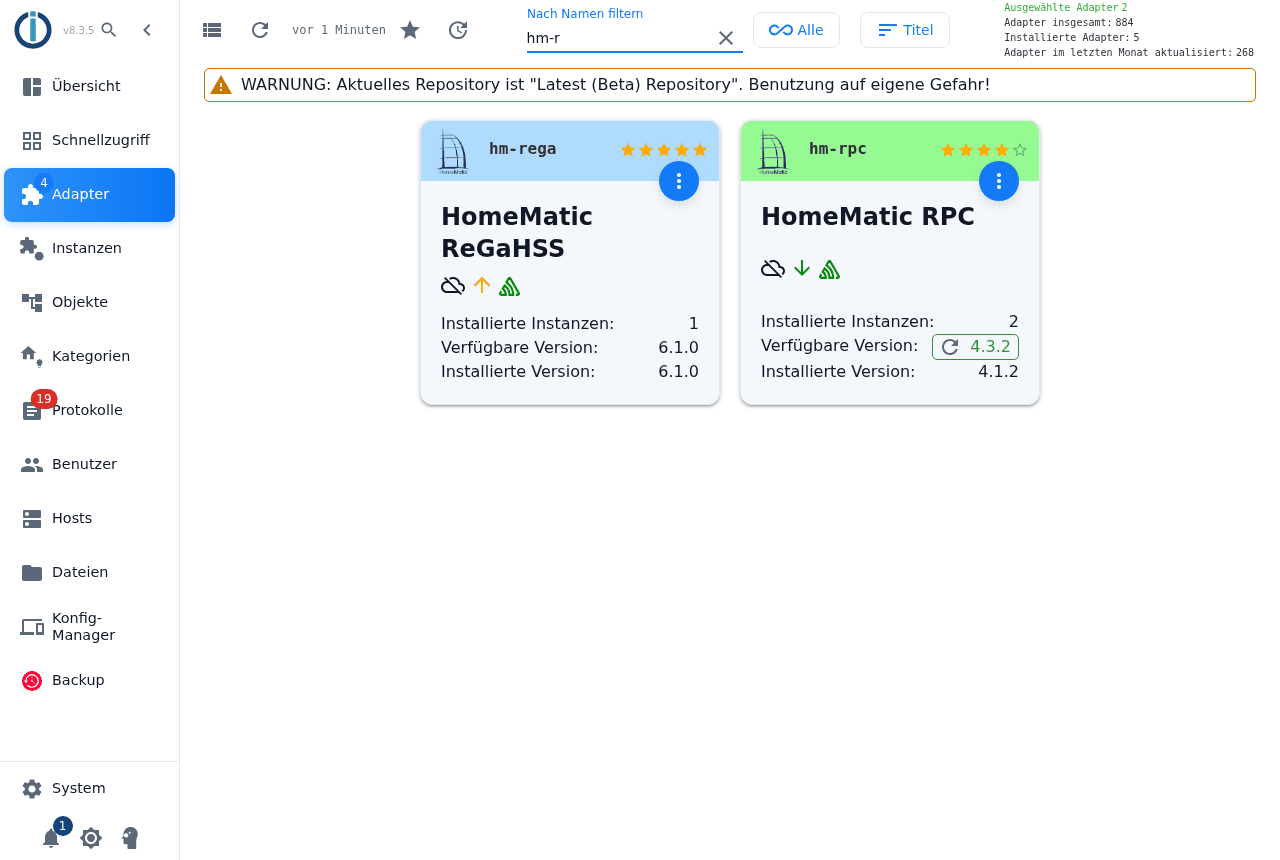 v8.3.5
Übersicht
Schnellzugriff
4
Adapter
Instanzen
Objekte
Kategorien
19
Protokolle
Benutzer
Hosts
Dateien
Konfig-
Manager
Backup
System
1
vor 1 Minuten
Nach Namen filtern
hm-r
Alle
Titel
Ausgewählte Adapter 2
Adapter insgesamt: 884
Installierte Adapter: 5
Adapter im letzten Monat aktualisiert: 268
WARNUNG: Aktuelles Repository ist "Latest (Beta) Repository". Benutzung auf eigene Gefahr!
HomeMatic
hm-rega
HomeMatic
ReGaHSS
Installierte Instanzen: 1
Verfügbare Version: 6.1.0
Installierte Version: 6.1.0
HomeMatic
hm-rpc
HomeMatic RPC
Installierte Instanzen: 2
Verfügbare Version: 4.3.2
Installierte Version: 4.1.2